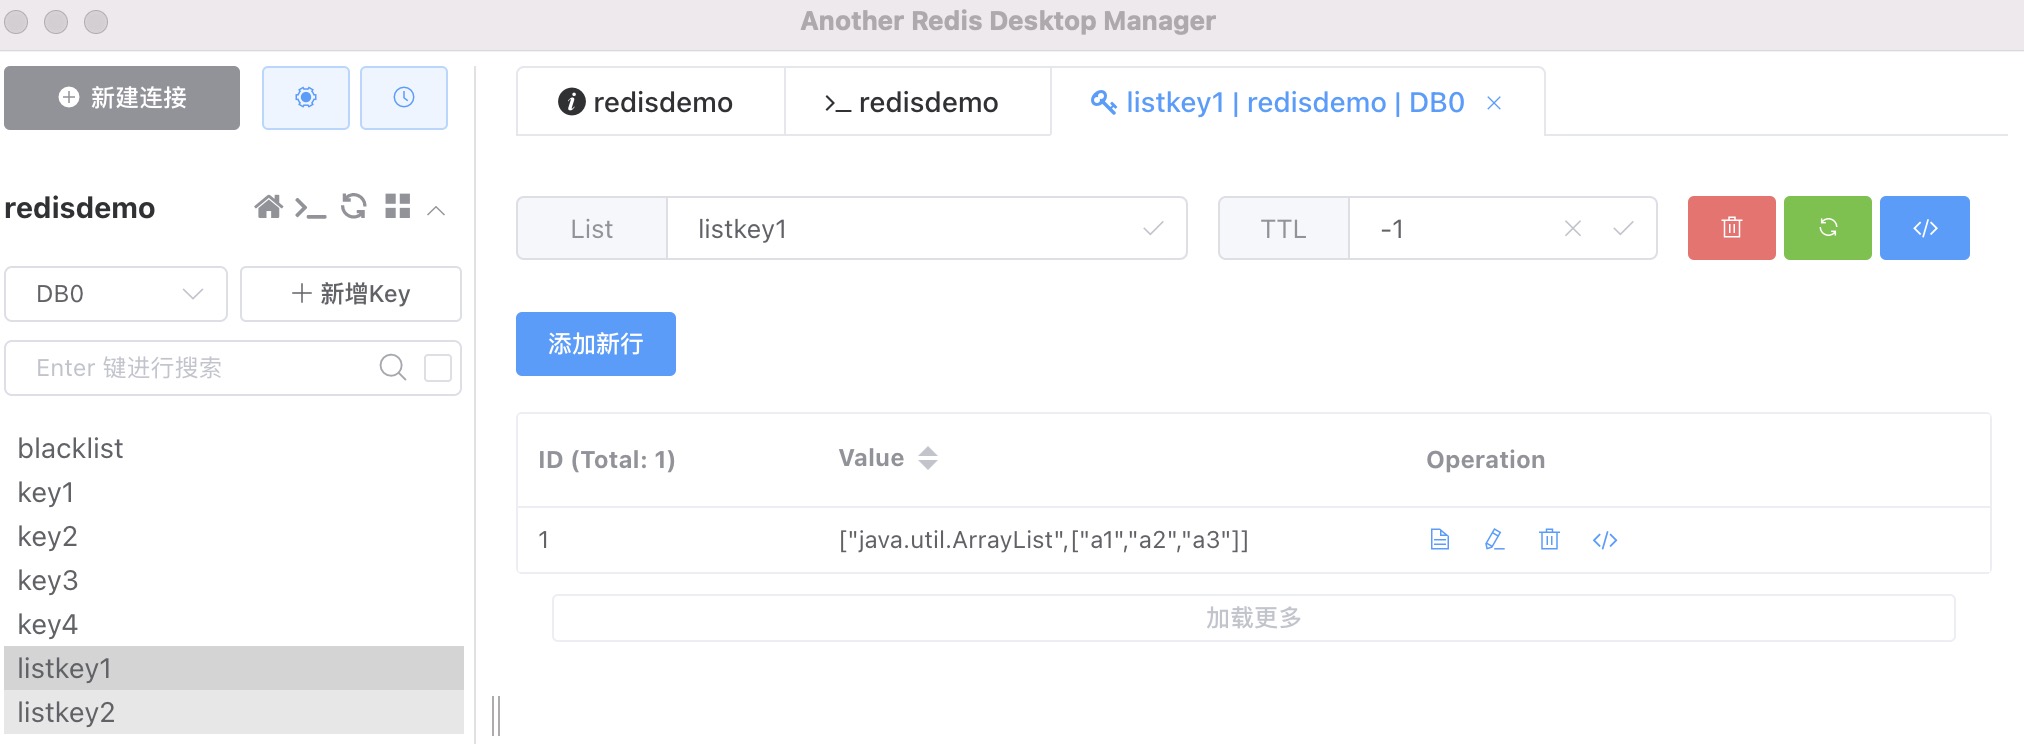 Another Redis Desktop Manager
新建连接
redisdemo
DB0
新增Key
Enter 键进行搜索
blacklist
key1
key2
key3
key4
listkey1
listkey2
redisdemo
>_ redisdemo
listkey1 | redisdemo | DB0
List listkey1
TTL -1
添加新行
ID (Total: 1) Value Operation
1 ["java.util.ArrayList",["a1","a2","a3"]]
加载更多